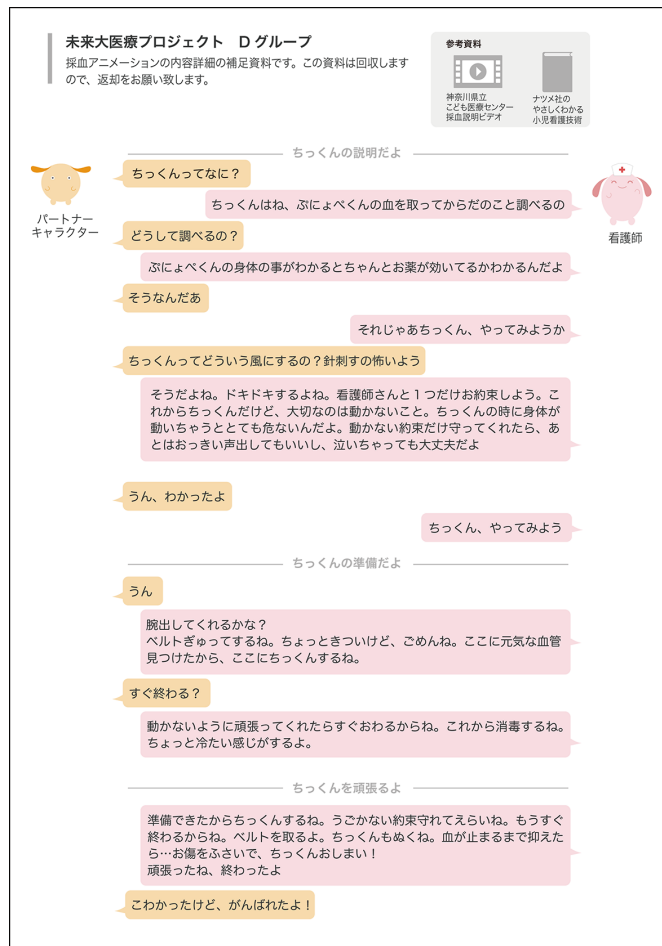 未来大医療プロジェクト　D グループ
採血アニメーションの内容詳細の補足資料です。この資料は回収します
ので、返却をお願い致します。
参考資料
神奈川県立
こども医療センター
採血説明ビデオ
ナツメ社の
やさしくわかる
小児看護技術
ちっくんの説明だよ
パートナー
キャラクター
看護師
ちっくんってなに？
ちっくんはね、ぷにょぺくんの血を取ってからだのこと調べるの
どうして調べるの？
ぷにょぺくんの身体の事がわかるとちゃんとお薬が効いてるかわかるんだよ
そうなんだあ
それじゃあちっくん、やってみようか
ちっくんってどういう風にするの？針刺すの怖いよう
そうだよね。ドキドキするよね。看護師さんと１つだけお約束しよう。こ
れからちっくんだけど、大切なのは動かないこと。ちっくんの時に身体が
動いちゃうととても危ないんだよ。動かない約束だけ守ってくれたら、あ
とはおっきい声出してもいいし、泣いちゃっても大丈夫だよ
うん、わかったよ
ちっくん、やってみよう
ちっくんの準備だよ
うん
腕出してくれるかな？
ベルトぎゅってするね。ちょっときついけど、ごめんね。ここに元気な血管
見つけたから、ここにちっくんするね。
すぐ終わる？
動かないように頑張ってくれたらすぐおわるからね。これから消毒するね。
ちょっと冷たい感じがするよ。
ちっくんを頑張るよ
準備できたからちっくんするね。うごかない約束守れてえらいね。もうすぐ
終わるからね。ベルトを取るよ。ちっくんもぬくね。血が止まるまで抑えた
ら…お傷をふさいで、ちっくんおしまい！
頑張ったね、終わったよ
こわかったけど、がんばれたよ！